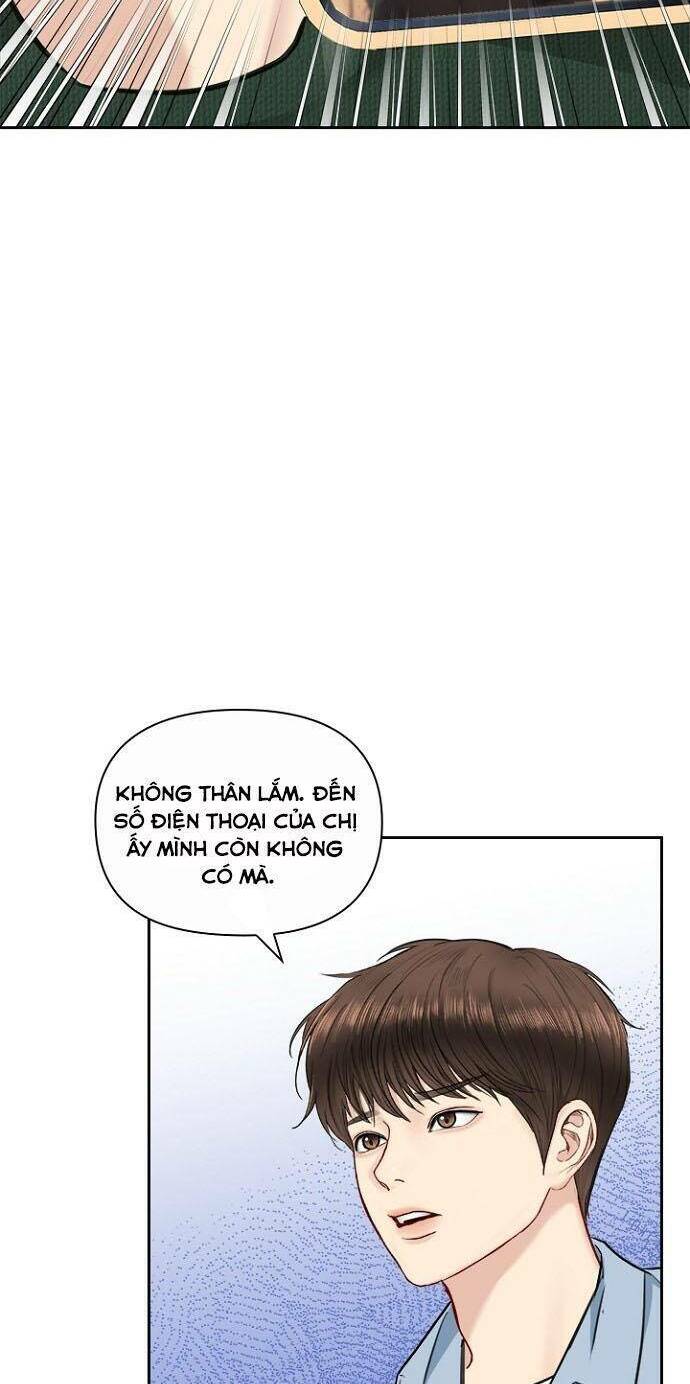 KHÔNG THÂN LẮM. ĐẾN
SỐ ĐIỆN THOẠI CỦA CHỊ
ẤY MÌNH CÒN KHÔNG
CÓ MÀ.